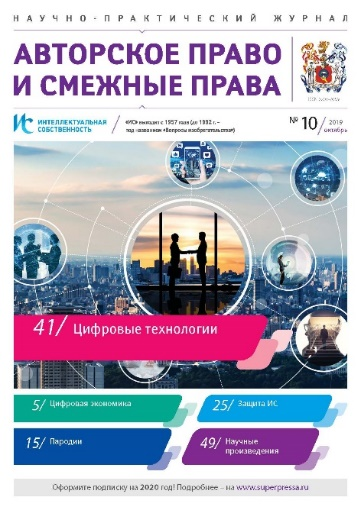 НАУЧНО-ПРАКТИЧЕСКИЙ ЖУРНАЛ
АВТОРСКОЕ ПРАВО
И СМЕЖНЫЕ ПРАВА
ИС ИНТЕЛЛЕКТУАЛЬНАЯ
СОБСТВЕННОСТЬ
«ИС» выходит с 1957 года (до 1992 г. –
под названием «Вопросы изобретательства»)
№ 10/ 2019
октябрь
41/ Цифровые технологии
5/ Цифровая экономика
25/ Защита ИС
15/ Пародии
49/ Научные
произведения
Оформите подписку на 2020 год! Подробнее – на www.superpressa.ru